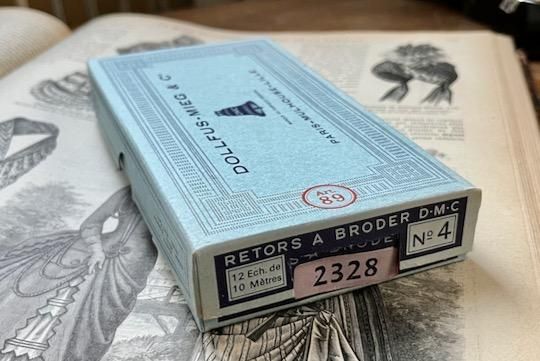 DOLLFUS-MIEG & Cie
PARIS-MULHOUSE-LILLE
Art.
89
RETORS A BRODER D·M·C
12 Ech. de
10 Mètres
2328
No 4